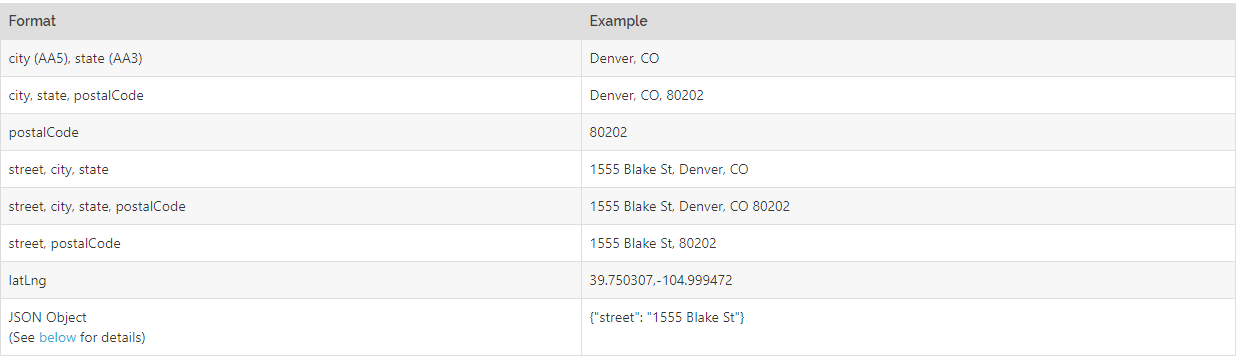 Format Example
city (AA5), state (AA3) Denver, CO
city, state, postalCode Denver, CO, 80202
postalCode 80202
street, city, state 1555 Blake St, Denver, CO
street, city, state, postalCode 1555 Blake St, Denver, CO 80202
street, postalCode 1555 Blake St, 80202
latLng 39.750307,-104.999472
JSON Object {"street": "1555 Blake St"}
(See below for details)